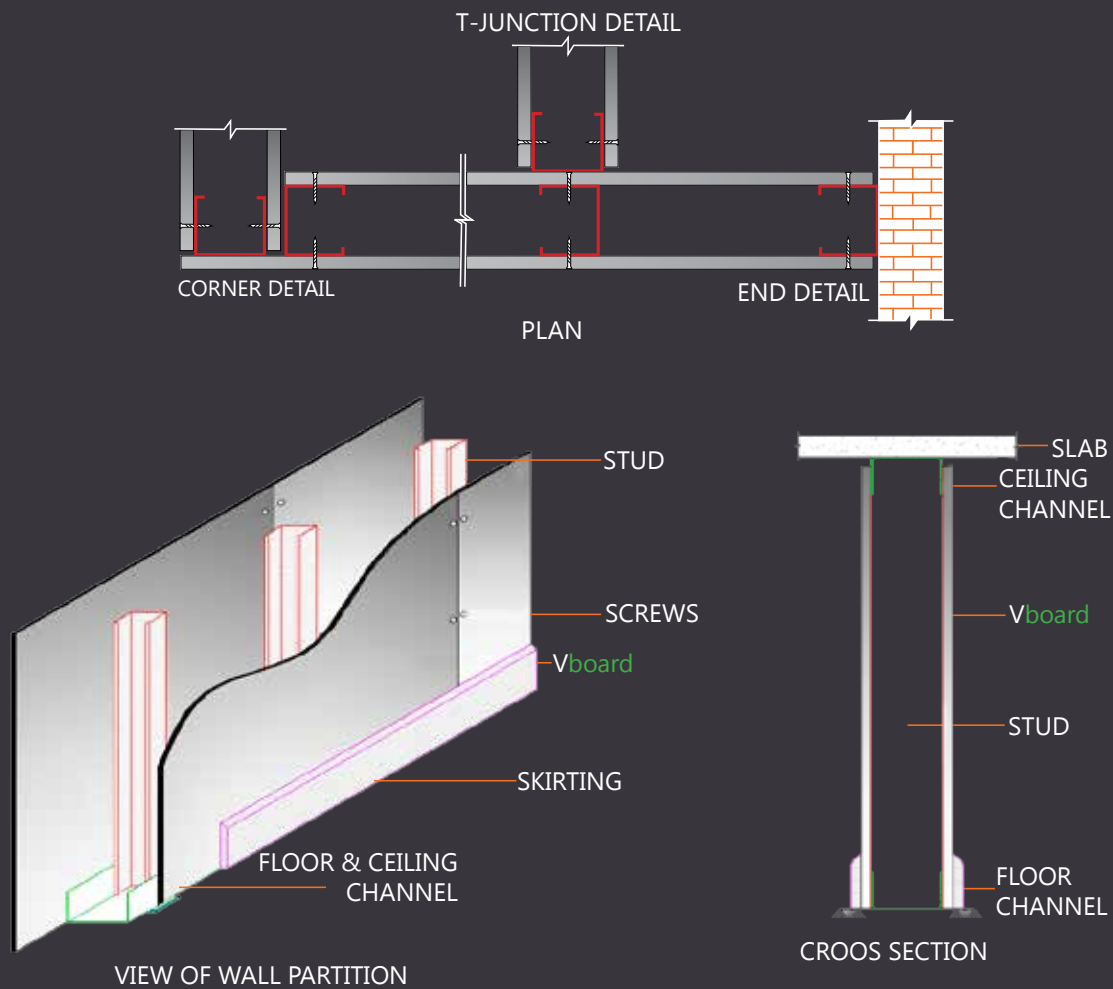 T-JUNCTION DETAIL
CORNER DETAIL
END DETAIL
PLAN
STUD
SCREWS
Vboard
SKIRTING
FLOOR & CEILING
CHANNEL
VIEW OF WALL PARTITION
SLAB
CEILING
CHANNEL
Vboard
STUD
FLOOR
CHANNEL
CROOS SECTION